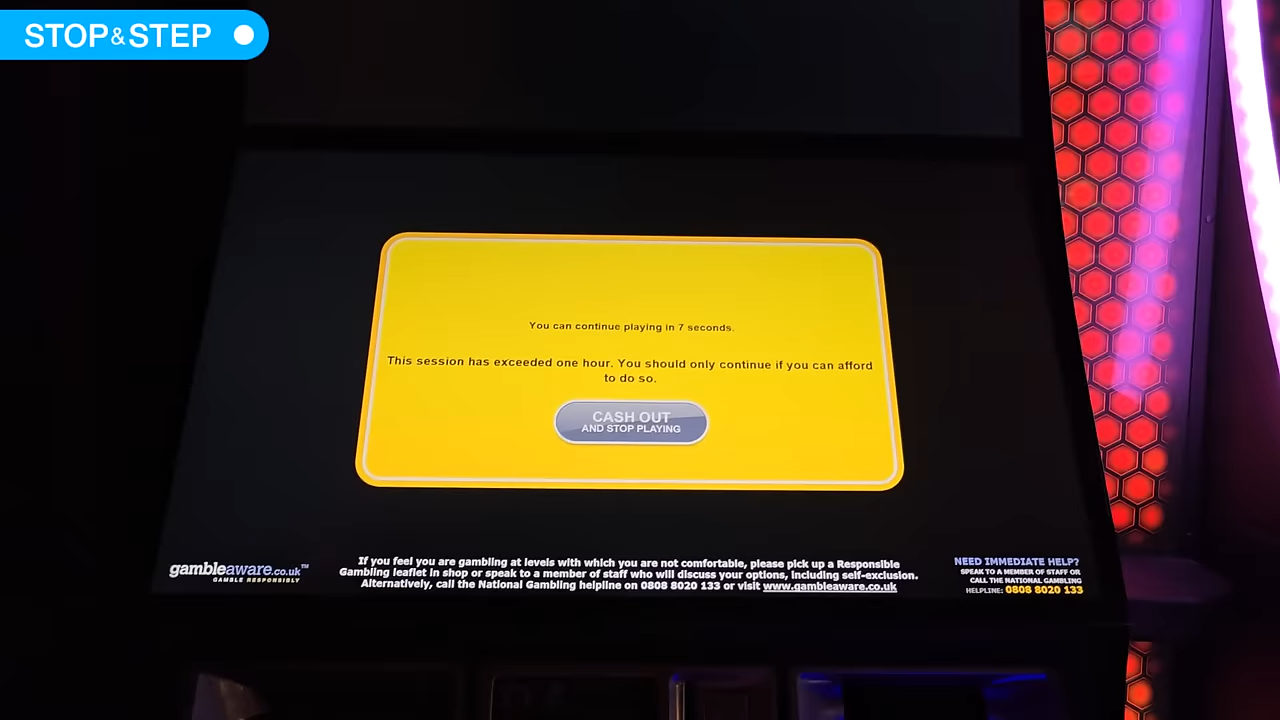 STOP&STEP
You can continue playing in 7 seconds.
This session has exceeded one hour. You should only continue if you can afford
to do so.
CASH OUT
AND STOP PLAYING
gambleaware.co.uk™
GAMBLE RESPONSIBLY
If you feel you are gambling at levels with which you are not comfortable, please pick up a Responsible
Gambling leaflet in shop or speak to a member of staff who will discuss your options, including self-exclusion.
Alternatively, call the National Gambling helpline on 0808 8020 133 or visit www.gambleaware.co.uk
NEED IMMEDIATE HELP?
SPEAK TO A MEMBER OF STAFF OR
CALL THE NATIONAL GAMBLING
HELPLINE: 0808 8020 133